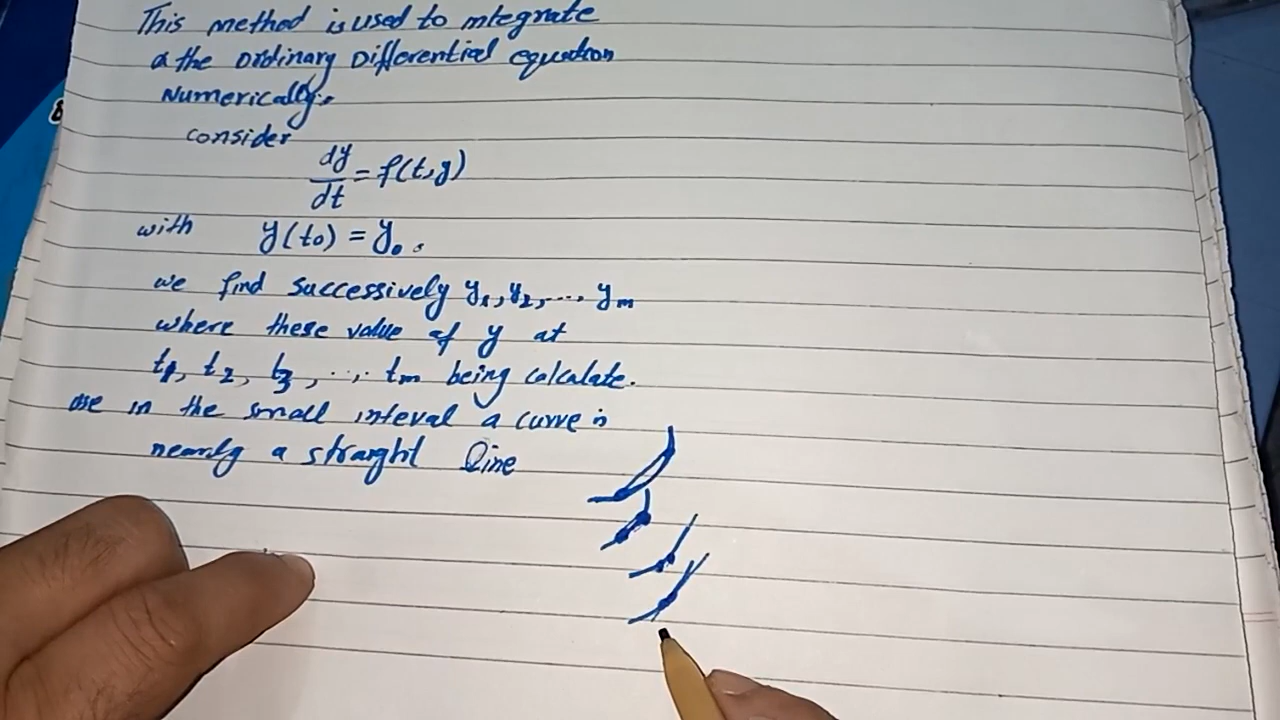 This method is used to integrate
a the ordinary Differential equation
Numerically.
consider
dy/dt = f(t,y)
with y(t0) = y0.
we find successively y1, y2, ... ym
where these value of y at
t1, t2, t3, ... tm being calculate.
use in the small interval a curve is
nearly a straight line
8